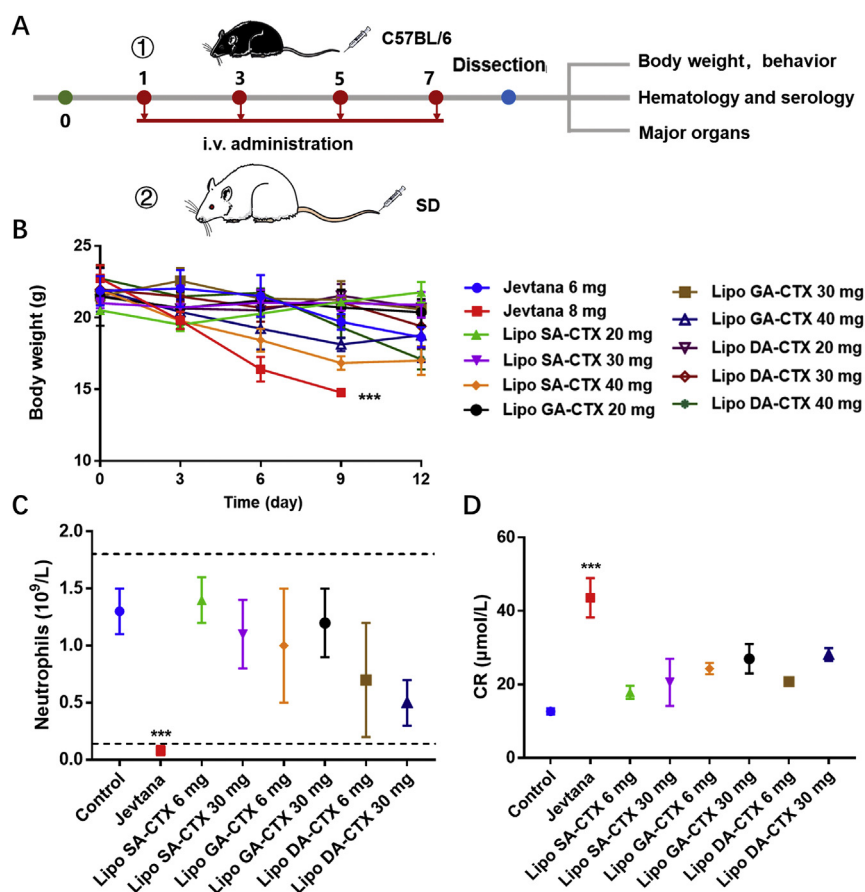 A
① C57BL/6
1 3 5 7 Dissection
0
i.v. administration
Body weight, behavior
Hematology and serology
Major organs
② SD
B
Body weight (g)
25
20
15
10
***
0 3 6 9 12
Time (day)
Jevtana 6 mg
Jevtana 8 mg
Lipo SA-CTX 20 mg
Lipo SA-CTX 30 mg
Lipo SA-CTX 40 mg
Lipo GA-CTX 20 mg
Lipo GA-CTX 30 mg
Lipo GA-CTX 40 mg
Lipo DA-CTX 20 mg
Lipo DA-CTX 30 mg
Lipo DA-CTX 40 mg
C
Neutrophils (10⁹/L)
2.0
1.5
1.0
0.5
0.0
***
Control
Jevtana
Lipo SA-CTX 6 mg
Lipo SA-CTX 30 mg
Lipo GA-CTX 6 mg
Lipo GA-CTX 30 mg
Lipo DA-CTX 6 mg
Lipo DA-CTX 30 mg
D
CR (μmol/L)
60
40
20
0
***
Control
Jevtana
Lipo SA-CTX 6 mg
Lipo SA-CTX 30 mg
Lipo GA-CTX 6 mg
Lipo GA-CTX 30 mg
Lipo DA-CTX 6 mg
Lipo DA-CTX 30 mg